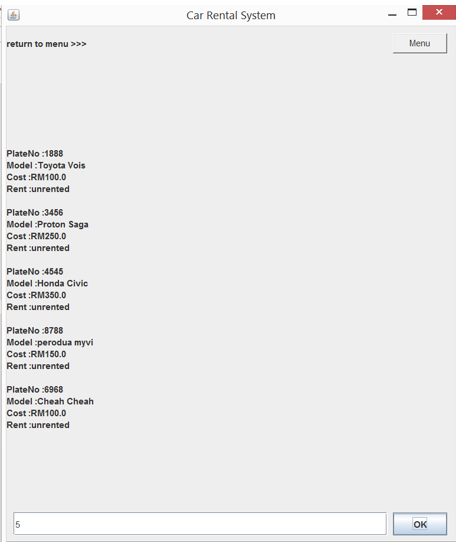 Car Rental System
return to menu >>>
Menu
PlateNo :1888
Model :Toyota Vois
Cost :RM100.0
Rent :unrented
PlateNo :3456
Model :Proton Saga
Cost :RM250.0
Rent :unrented
PlateNo :4545
Model :Honda Civic
Cost :RM350.0
Rent :unrented
PlateNo :8788
Model :perodua myvi
Cost :RM150.0
Rent :unrented
PlateNo :6968
Model :Cheah Cheah
Cost :RM100.0
Rent :unrented
5
OK